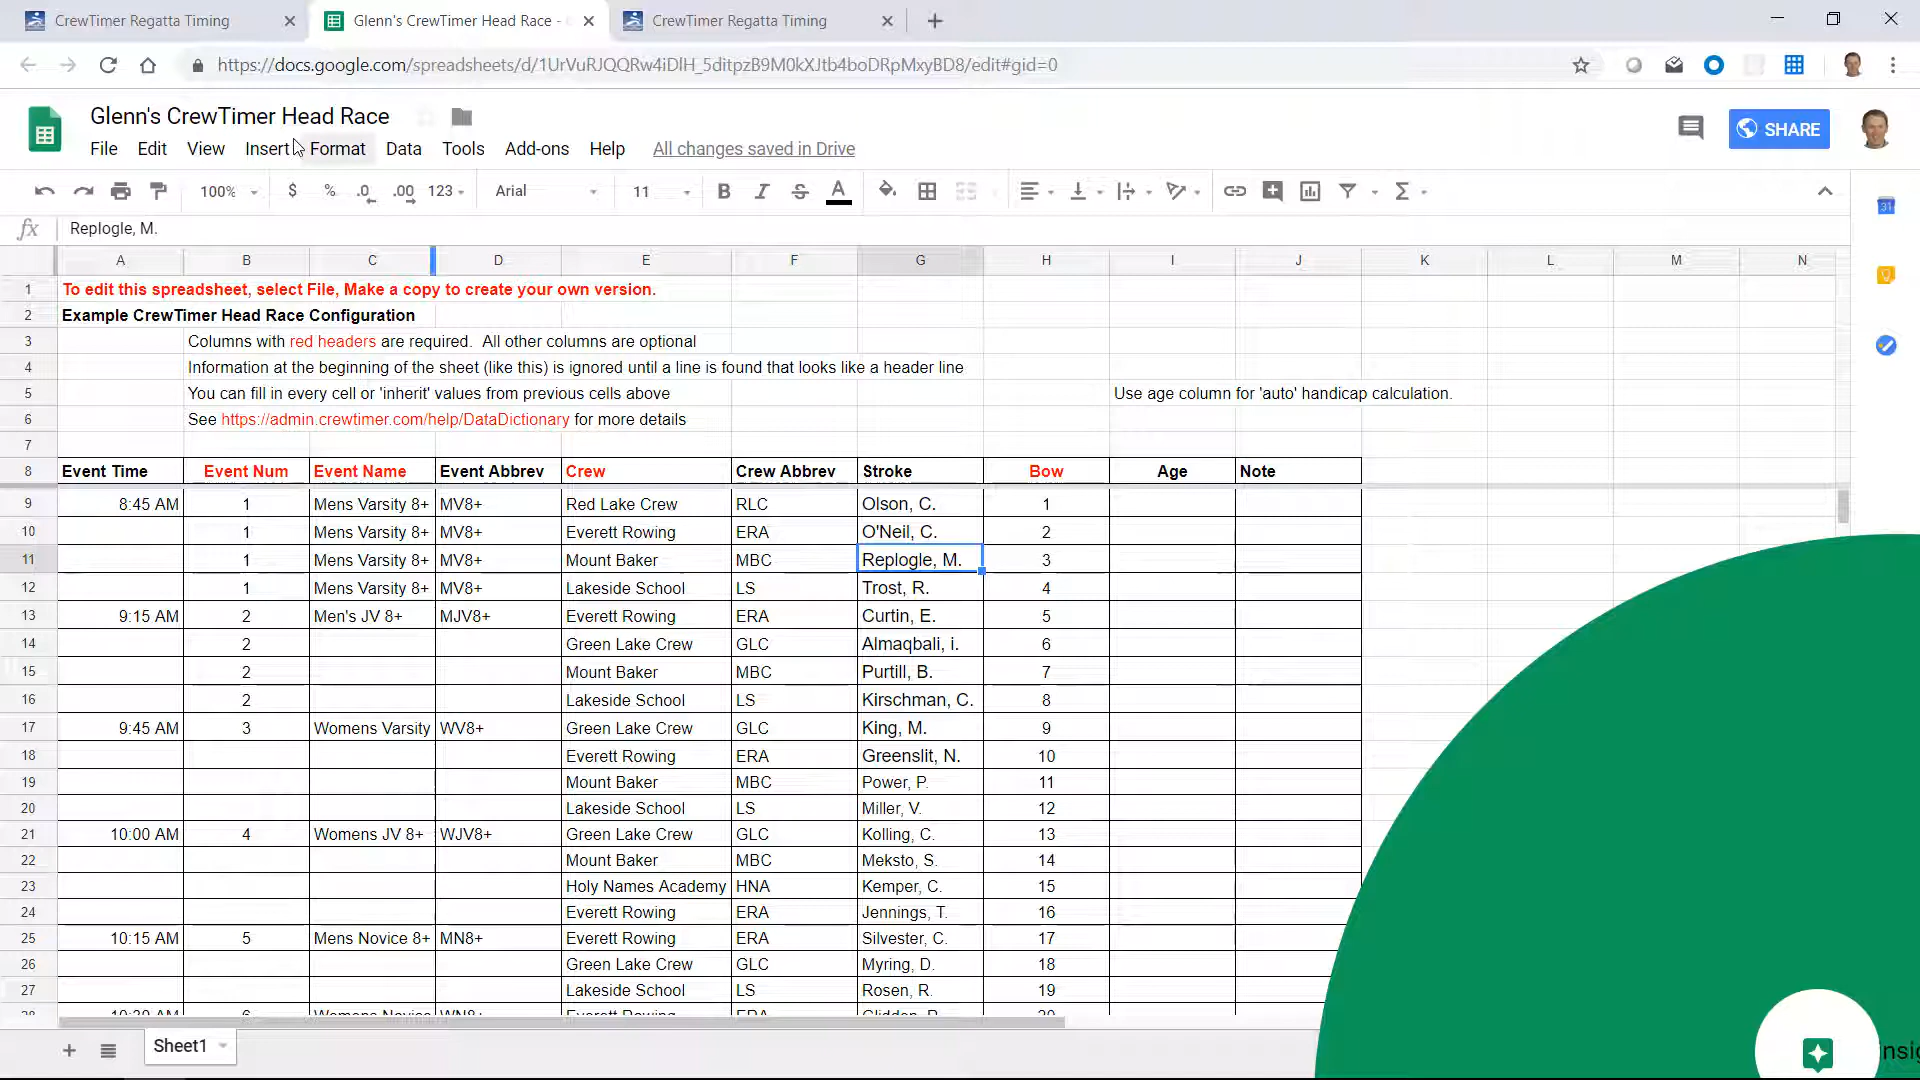 CrewTimer Regatta Timing Glenn's CrewTimer Head Race - CrewTimer Regatta Timing
https://docs.google.com/spreadsheets/d/1UrVuRJQQRw4iDlH_5ditpzB9M0kXJtb4boDRpMxyBD8/edit#gid=0
Glenn's CrewTimer Head Race
File Edit View Insert Format Data Tools Add-ons Help All changes saved in Drive
SHARE
100% $ % .0 .00 123 Arial 11 B I S A
31
fx Replogle, M.
A B C D E F G H I J K L M N
1 To edit this spreadsheet, select File, Make a copy to create your own version.
2 Example CrewTimer Head Race Configuration
3 Columns with red headers are required. All other columns are optional
4 Information at the beginning of the sheet (like this) is ignored until a line is found that looks like a header line
5 You can fill in every cell or 'inherit' values from previous cells above Use age column for 'auto' handicap calculation.
6 See https://admin.crewtimer.com/help/DataDictionary for more details
7
8 Event Time Event Num Event Name Event Abbrev Crew Crew Abbrev Stroke Bow Age Note
9 8:45 AM 1 Mens Varsity 8+ MV8+ Red Lake Crew RLC Olson, C. 1
10 1 Mens Varsity 8+ MV8+ Everett Rowing ERA O'Neil, C. 2
11 1 Mens Varsity 8+ MV8+ Mount Baker MBC Replogle, M. 3
12 1 Mens Varsity 8+ MV8+ Lakeside School LS Trost, R. 4
13 9:15 AM 2 Men's JV 8+ MJV8+ Everett Rowing ERA Curtin, E. 5
14 2 Green Lake Crew GLC Almaqbali, i. 6
15 2 Mount Baker MBC Purtill, B. 7
16 2 Lakeside School LS Kirschman, C. 8
17 9:45 AM 3 Womens Varsity WV8+ Green Lake Crew GLC King, M. 9
18 Everett Rowing ERA Greenslit, N. 10
19 Mount Baker MBC Power, P. 11
20 Lakeside School LS Miller, V. 12
21 10:00 AM 4 Womens JV 8+ WJV8+ Green Lake Crew GLC Kolling, C. 13
22 Mount Baker MBC Meksto, S. 14
23 Holy Names Academy HNA Kemper, C. 15
24 Everett Rowing ERA Jennings, T. 16
25 10:15 AM 5 Mens Novice 8+ MN8+ Everett Rowing ERA Silvester, C. 17
26 Green Lake Crew GLC Myring, D. 18
27 Lakeside School LS Rosen, R. 19
28 10:30 AM 6 Womens Novice WN8+ Everett Rowing ERA 20
Sheet1